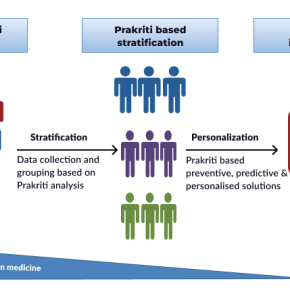 Prakriti based
stratification
Stratification
Data collection and
grouping based on
Prakriti analysis
Personalization
Prakriti based
preventive, predictive &
personalised solutions
n medicine